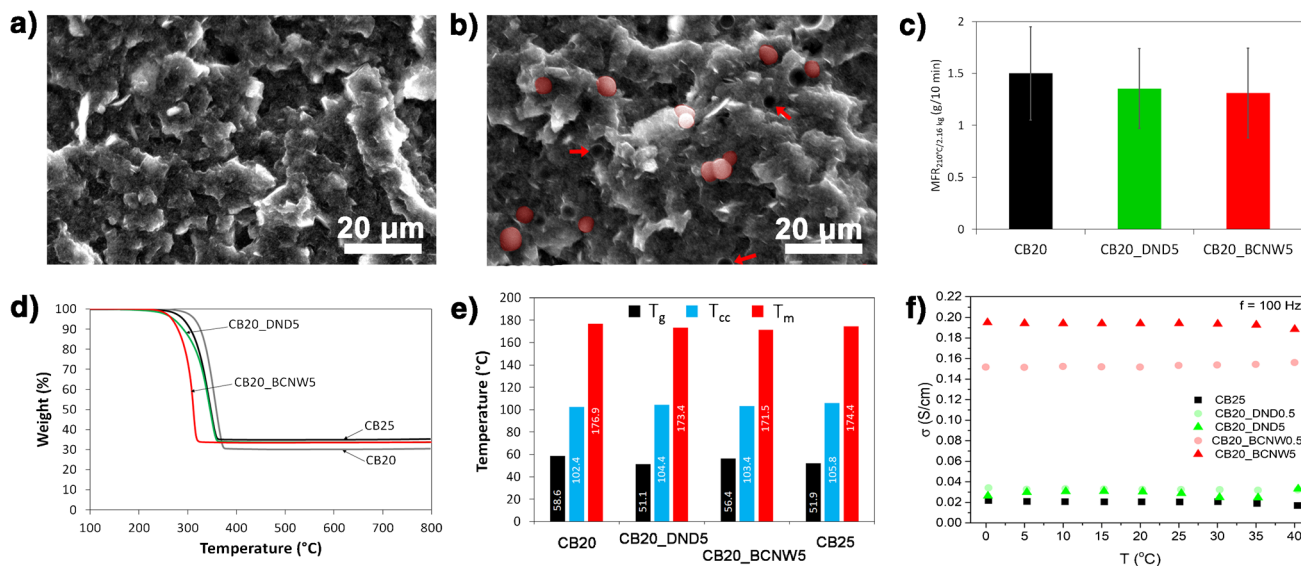 a)
20 µm
b)
20 µm
c)
MFR210°C/2.16 kg (g/10 min)
2
1.5
1
0.5
0
CB20
CB20_DND5
CB20_BCNW5
d)
Weight (%)
100
90
80
70
60
50
40
30
20
10
0
CB20_DND5
CB20_BCNW5
CB25
CB20
100 200 300 400 500 600 700 800
Temperature (°C)
e)
Temperature (°C)
200
180
160
140
120
100
80
60
40
20
0
Tg Tcc Tm
58.6 102.4 176.9
51.1 104.4 173.4
56.4 103.4 171.5
51.9 105.8 174.4
CB20
CB20_DND5
CB20_BCNW5
CB25
f)
f = 100 Hz
σ (S/cm)
0.22
0.20
0.18
0.16
0.14
0.12
0.10
0.08
0.06
0.04
0.02
0.00
CB25
CB20_DND0.5
CB20_DND5
CB20_BCNW0.5
CB20_BCNW5
0 5 10 15 20 25 30 35 40
T (°C)